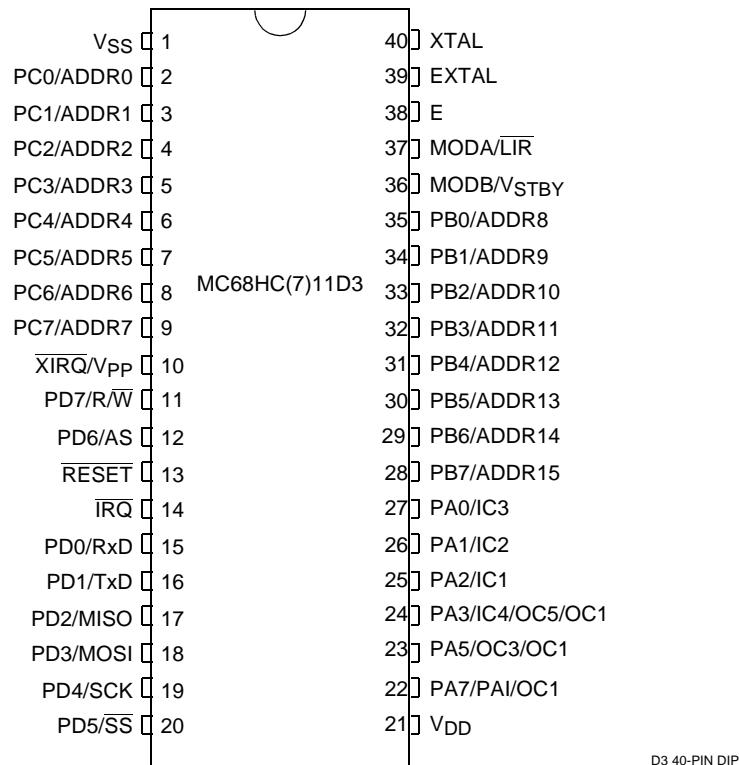 VSS 1 40 XTAL
PC0/ADDR0 2 39 EXTAL
PC1/ADDR1 3 38 E
PC2/ADDR2 4 37 MODA/L̅I̅R̅
PC3/ADDR3 5 36 MODB/VSTBY
PC4/ADDR4 6 35 PB0/ADDR8
PC5/ADDR5 7 34 PB1/ADDR9
MC68HC(7)11D3
PC6/ADDR6 8 33 PB2/ADDR10
PC7/ADDR7 9 32 PB3/ADDR11
X̅I̅R̅Q̅/VPP 10 31 PB4/ADDR12
PD7/R/W̅ 11 30 PB5/ADDR13
PD6/AS 12 29 PB6/ADDR14
R̅E̅S̅E̅T̅ 13 28 PB7/ADDR15
I̅R̅Q̅ 14 27 PA0/IC3
PD0/RxD 15 26 PA1/IC2
PD1/TxD 16 25 PA2/IC1
PD2/MISO 17 24 PA3/IC4/OC5/OC1
PD3/MOSI 18 23 PA5/OC3/OC1
PD4/SCK 19 22 PA7/PAI/OC1
PD5/S̅S̅ 20 21 VDD
D3 40-PIN DIP